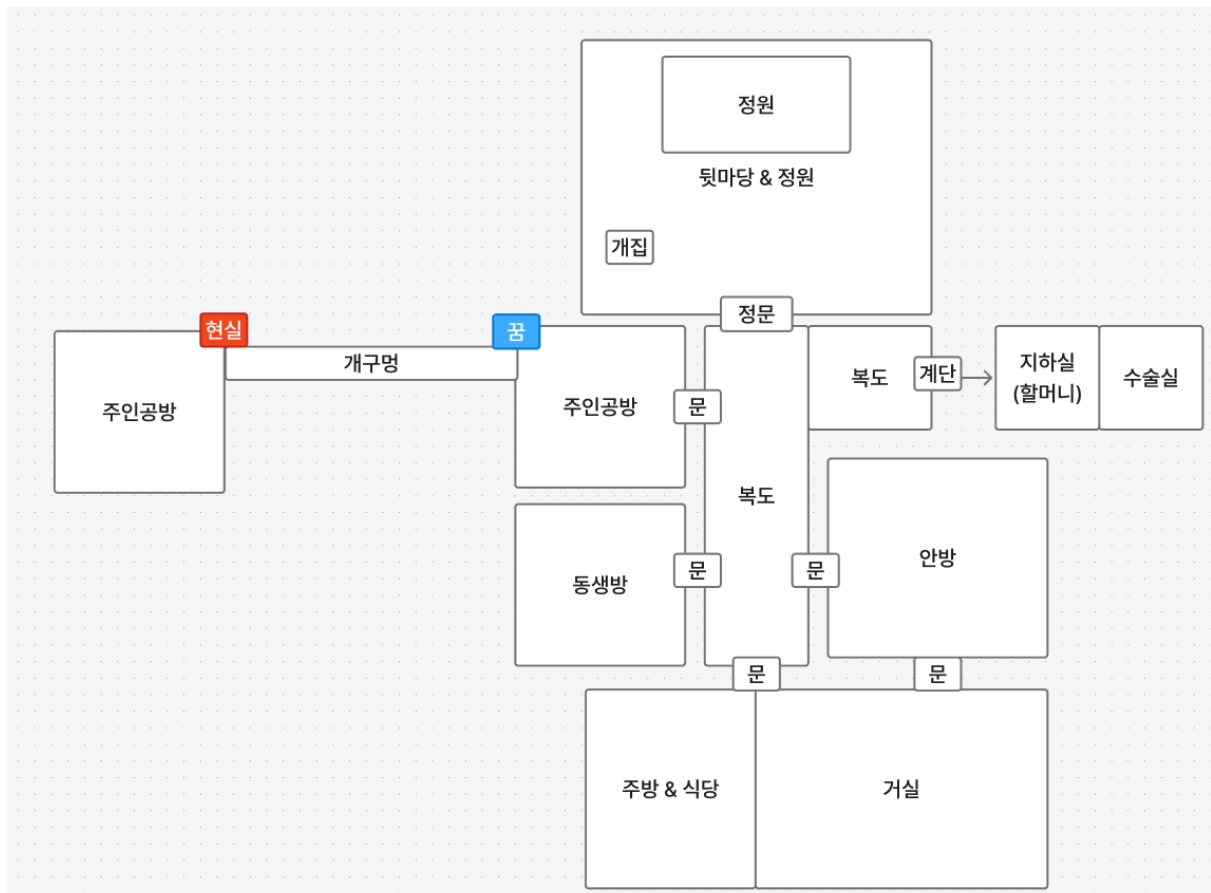 정원
뒷마당 & 정원
개집
정문
현실
꿈
개구멍
주인공방
주인공방
문
복도
복도
계단
지하실
(할머니)
수술실
동생방
문
문
안방
문
문
주방 & 식당
거실